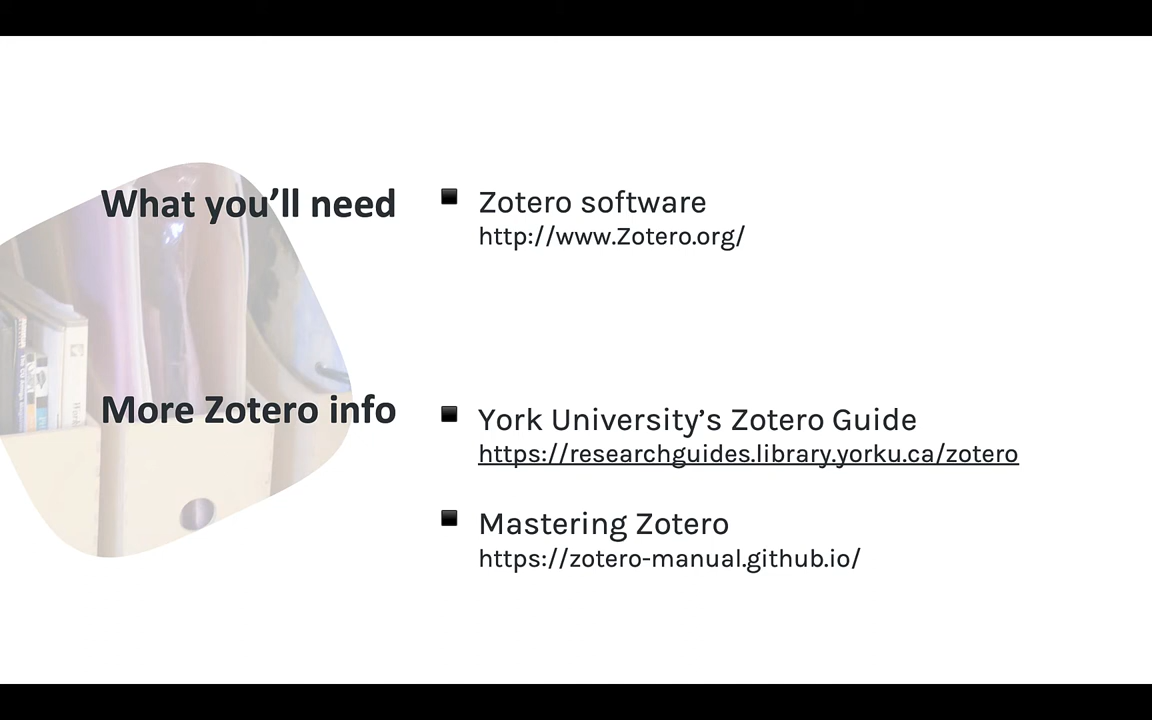 What you’ll need
Zotero software
http://www.Zotero.org/
More Zotero info
York University’s Zotero Guide
https://researchguides.library.yorku.ca/zotero
Mastering Zotero
https://zotero-manual.github.io/